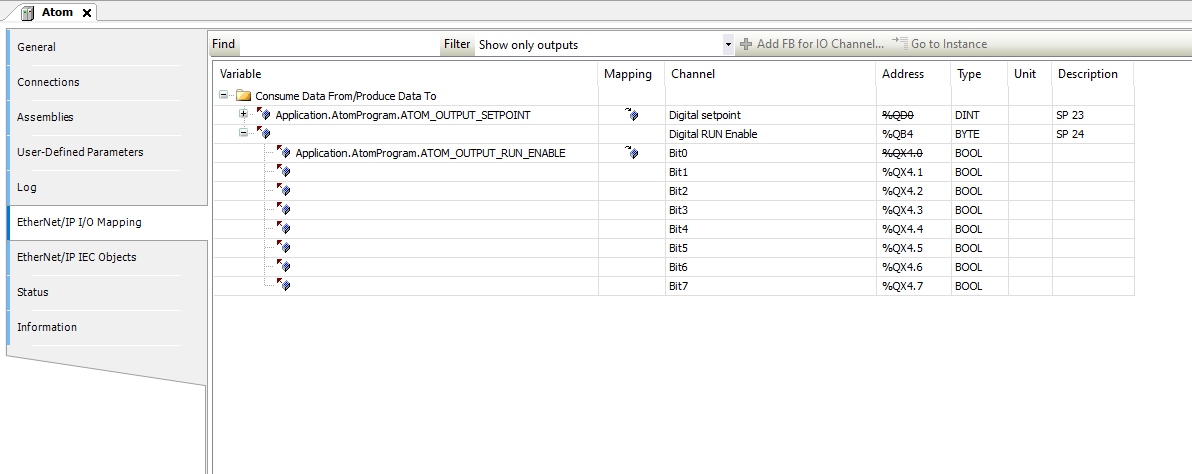 Atom
General
Connections
Assemblies
User-Defined Parameters
Log
EtherNet/IP I/O Mapping
EtherNet/IP IEC Objects
Status
Information
Find Filter Show only outputs Add FB for IO Channel... Go to Instance
Variable Mapping Channel Address Type Unit Description
Consume Data From/Produce Data To
Application.AtomProgram.ATOM_OUTPUT_SETPOINT Digital setpoint %QD0 DINT SP 23
Digital RUN Enable %QB4 BYTE SP 24
Application.AtomProgram.ATOM_OUTPUT_RUN_ENABLE Bit0 %QX4.0 BOOL
Bit1 %QX4.1 BOOL
Bit2 %QX4.2 BOOL
Bit3 %QX4.3 BOOL
Bit4 %QX4.4 BOOL
Bit5 %QX4.5 BOOL
Bit6 %QX4.6 BOOL
Bit7 %QX4.7 BOOL